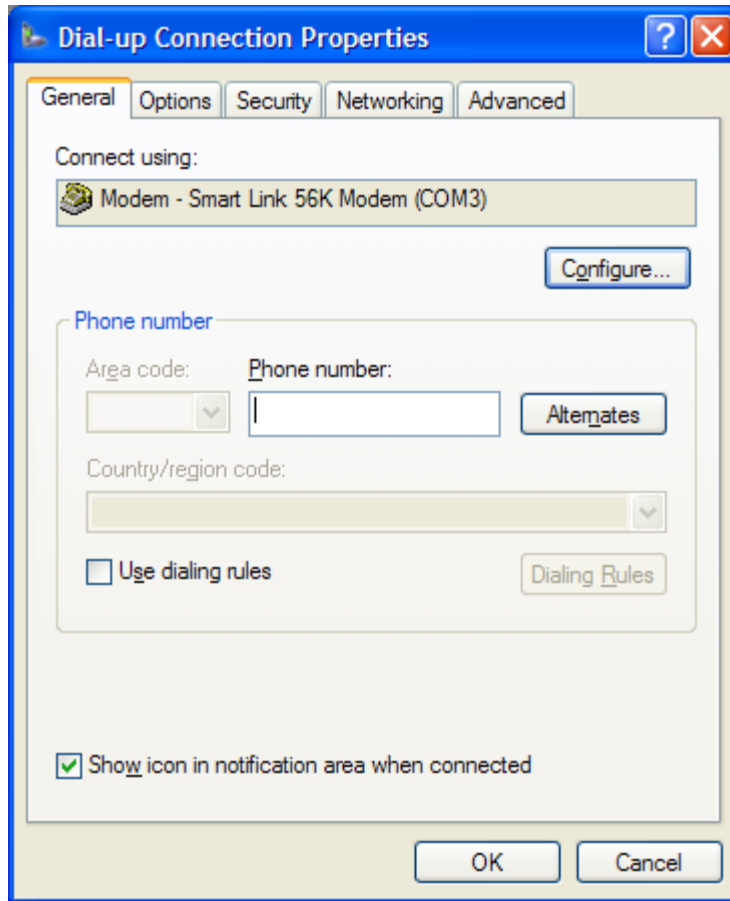 Dial-up Connection Properties
General Options Security Networking Advanced
Connect using:
Modem - Smart Link 56K Modem (COM3)
Configure...
Phone number
Area code: Phone number:
Alternates
Country/region code:
Use dialing rules Dialing Rules
Show icon in notification area when connected
OK Cancel